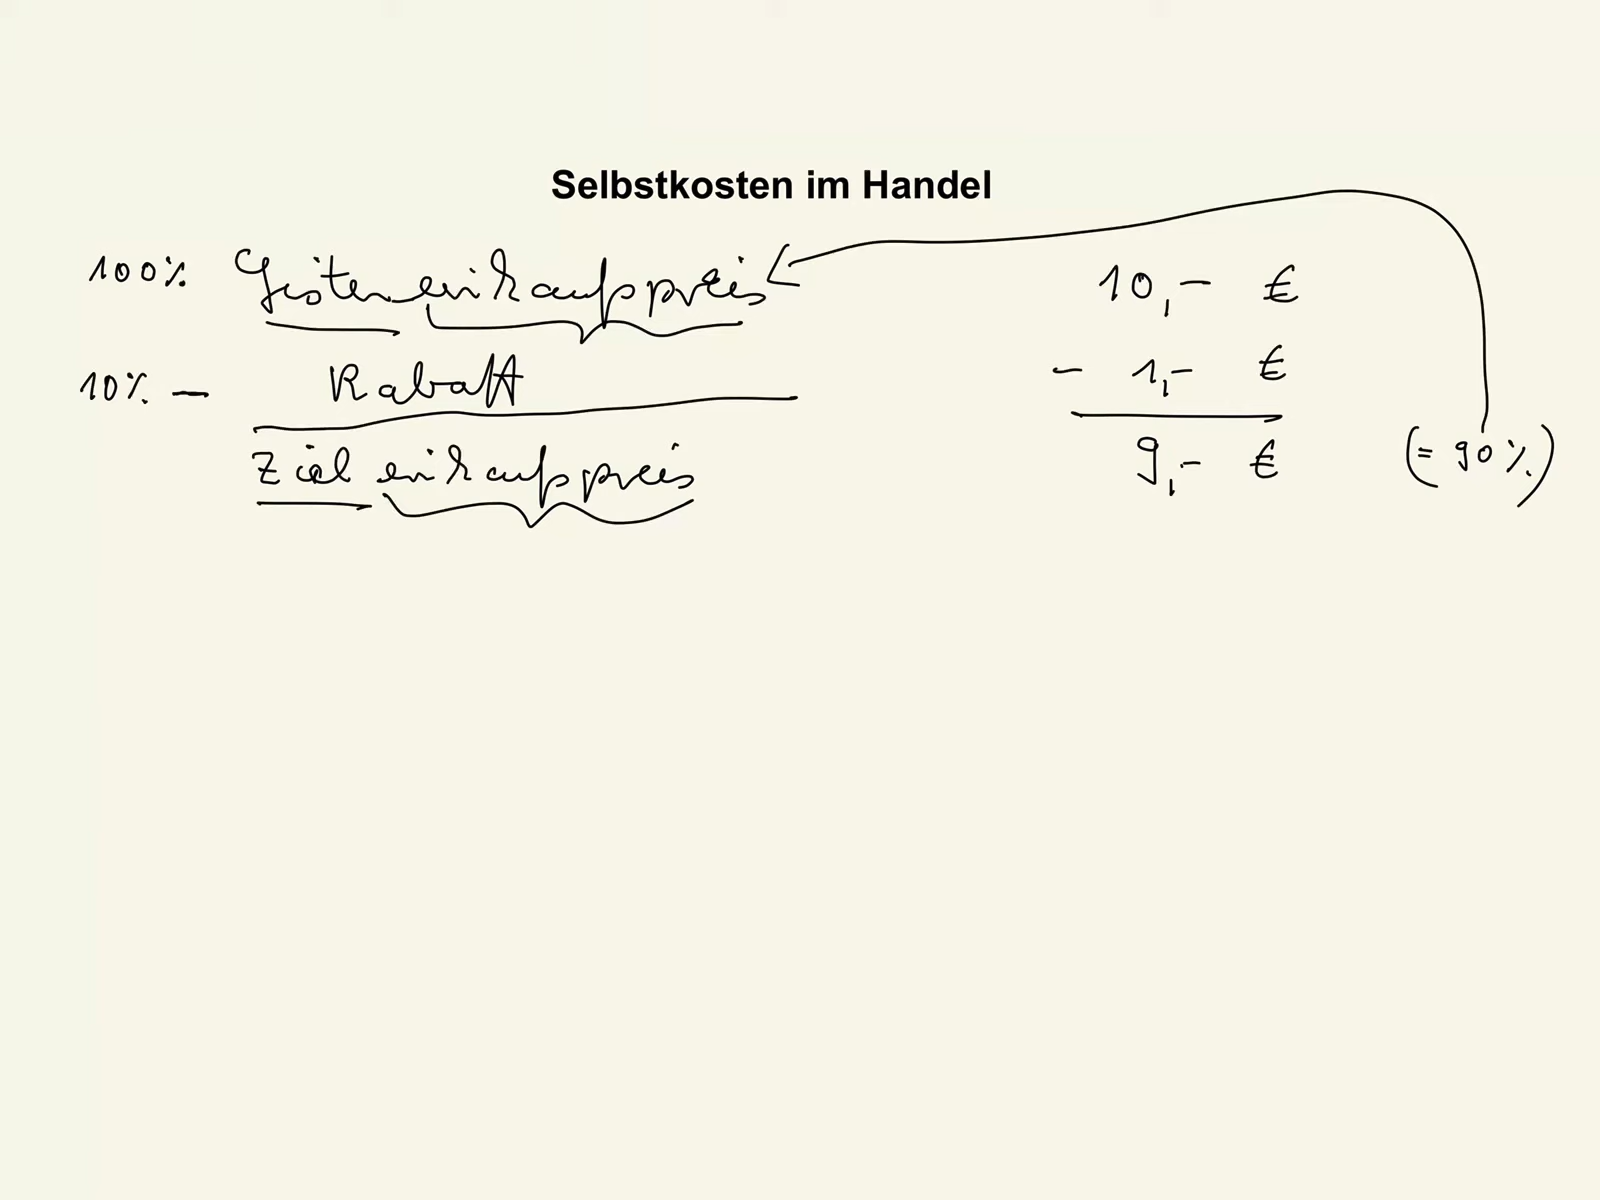 Selbstkosten im Handel
100% Listeneinkaufspreis 10,- €
10% - Rabatt - 1,- €
Zieleinkaufspreis 9,- € (= 90%)